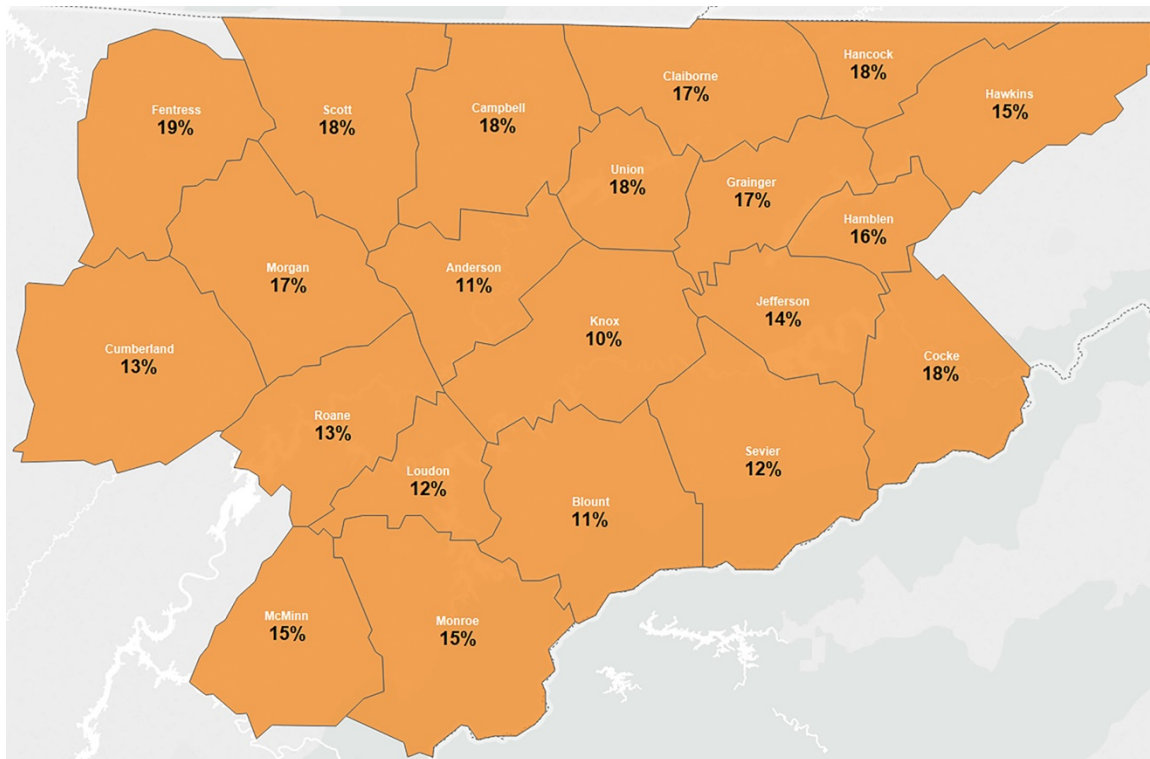 Hancock
18%
Claiborne
17%
Hawkins
15%
Fentress
19%
Scott
18%
Campbell
18%
Union
18%
Grainger
17%
Hamblen
16%
Morgan
17%
Anderson
11%
Jefferson
14%
Knox
10%
Cumberland
13%
Cocke
18%
Roane
13%
Loudon
12%
Sevier
12%
Blount
11%
McMinn
15%
Monroe
15%